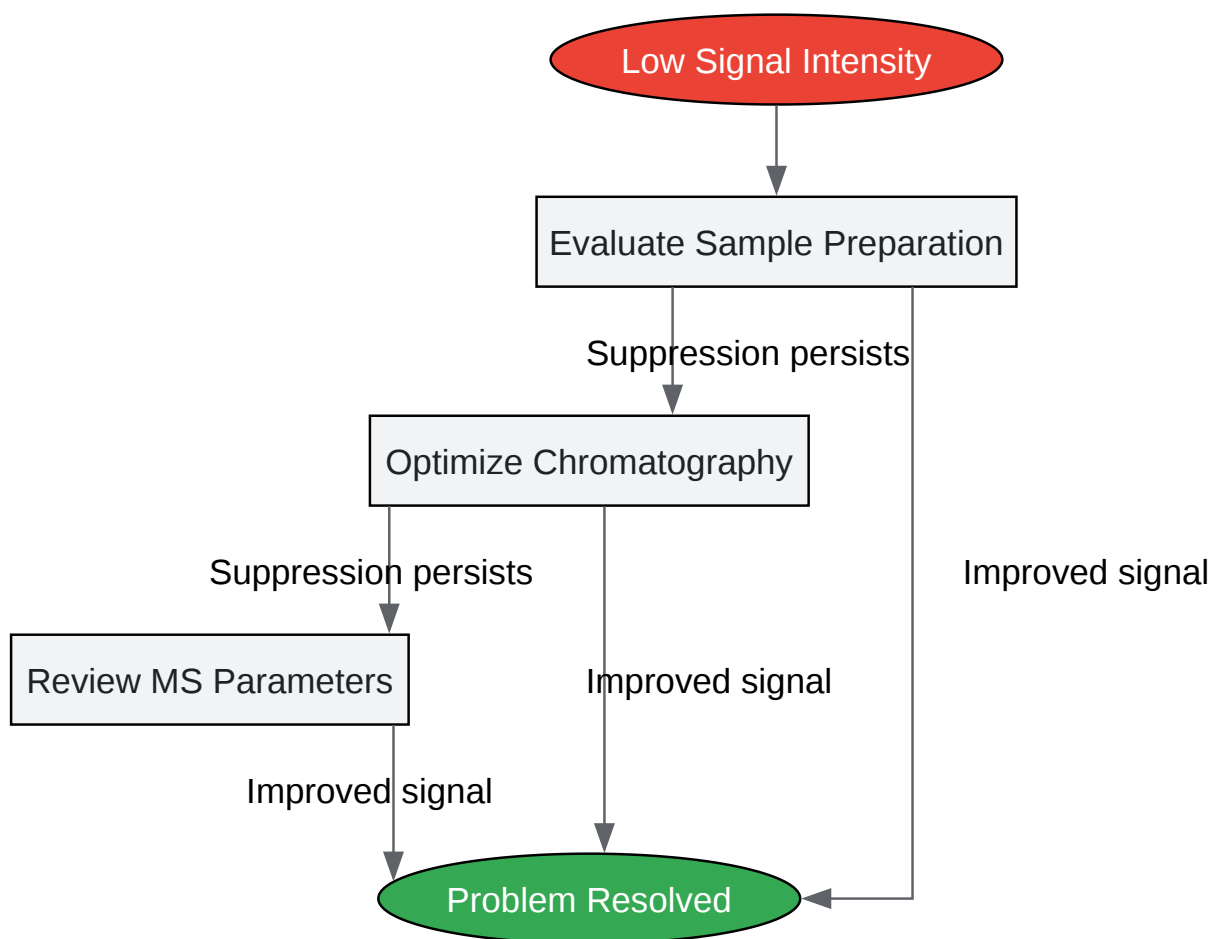 Low Signal Intensity
Evaluate Sample Preparation
Suppression persists
Optimize Chromatography
Suppression persists
Improved signal
Review MS Parameters
Improved signal
Improved signal
Problem Resolved